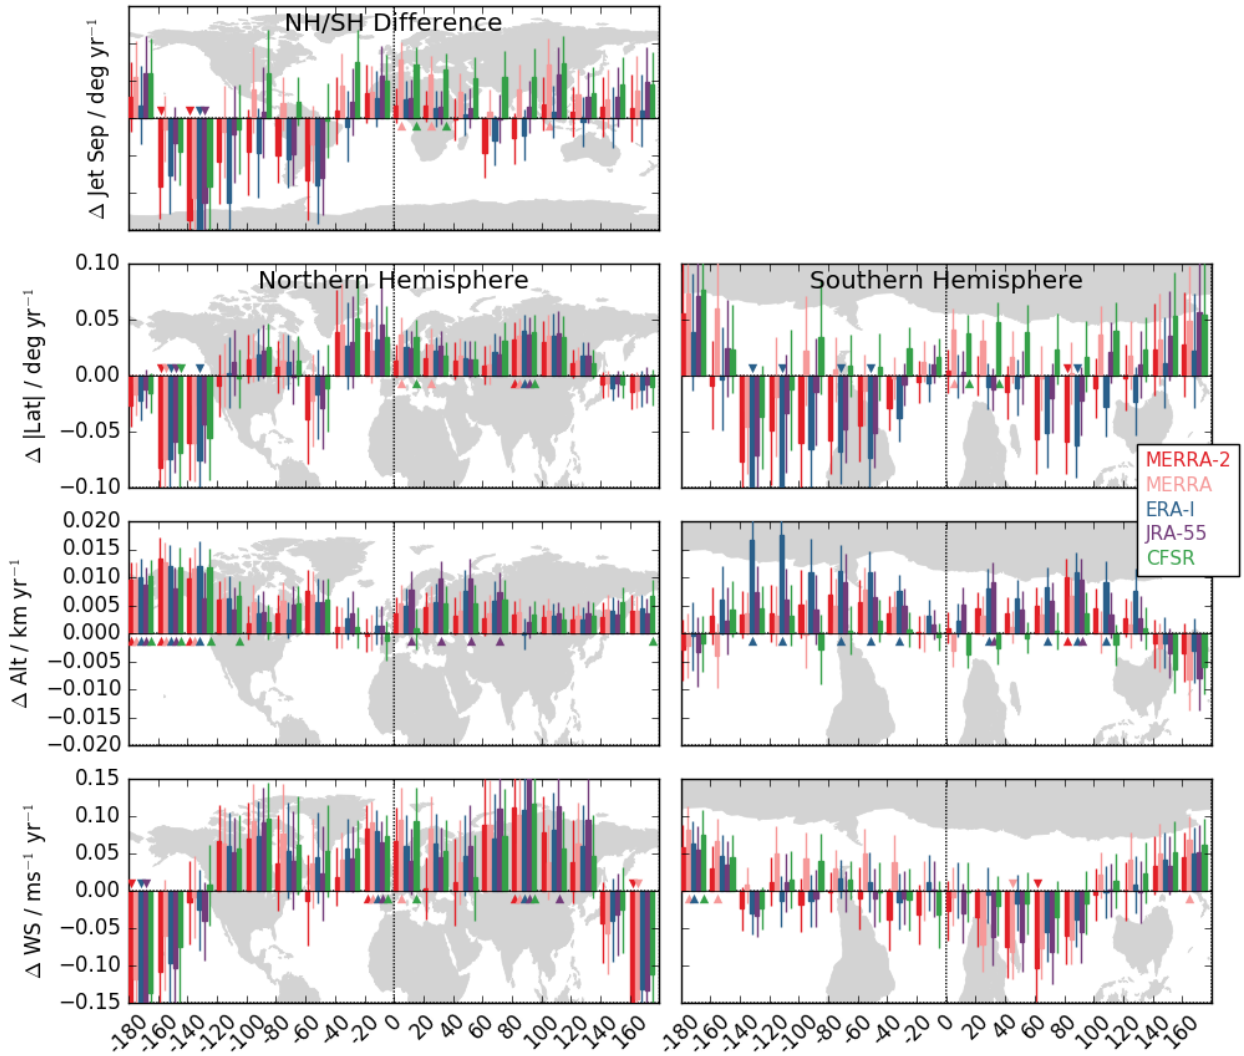 NH/SH Difference
Δ Jet Sep / deg yr⁻¹
Northern Hemisphere
Southern Hemisphere
Δ |Lat| / deg yr⁻¹
0.10
0.05
0.00
−0.05
−0.10
MERRA-2
MERRA
ERA-I
JRA-55
CFSR
Δ Alt / km yr⁻¹
0.020
0.015
0.010
0.005
0.000
−0.005
−0.010
−0.015
−0.020
Δ WS / ms⁻¹ yr⁻¹
0.15
0.10
0.05
0.00
−0.05
−0.10
−0.15
-180 -160 -140 -120 -100 -80 -60 -40 -20 0 20 40 60 80 100 120 140 160
-180 -160 -140 -120 -100 -80 -60 -40 -20 0 20 40 60 80 100 120 140 160